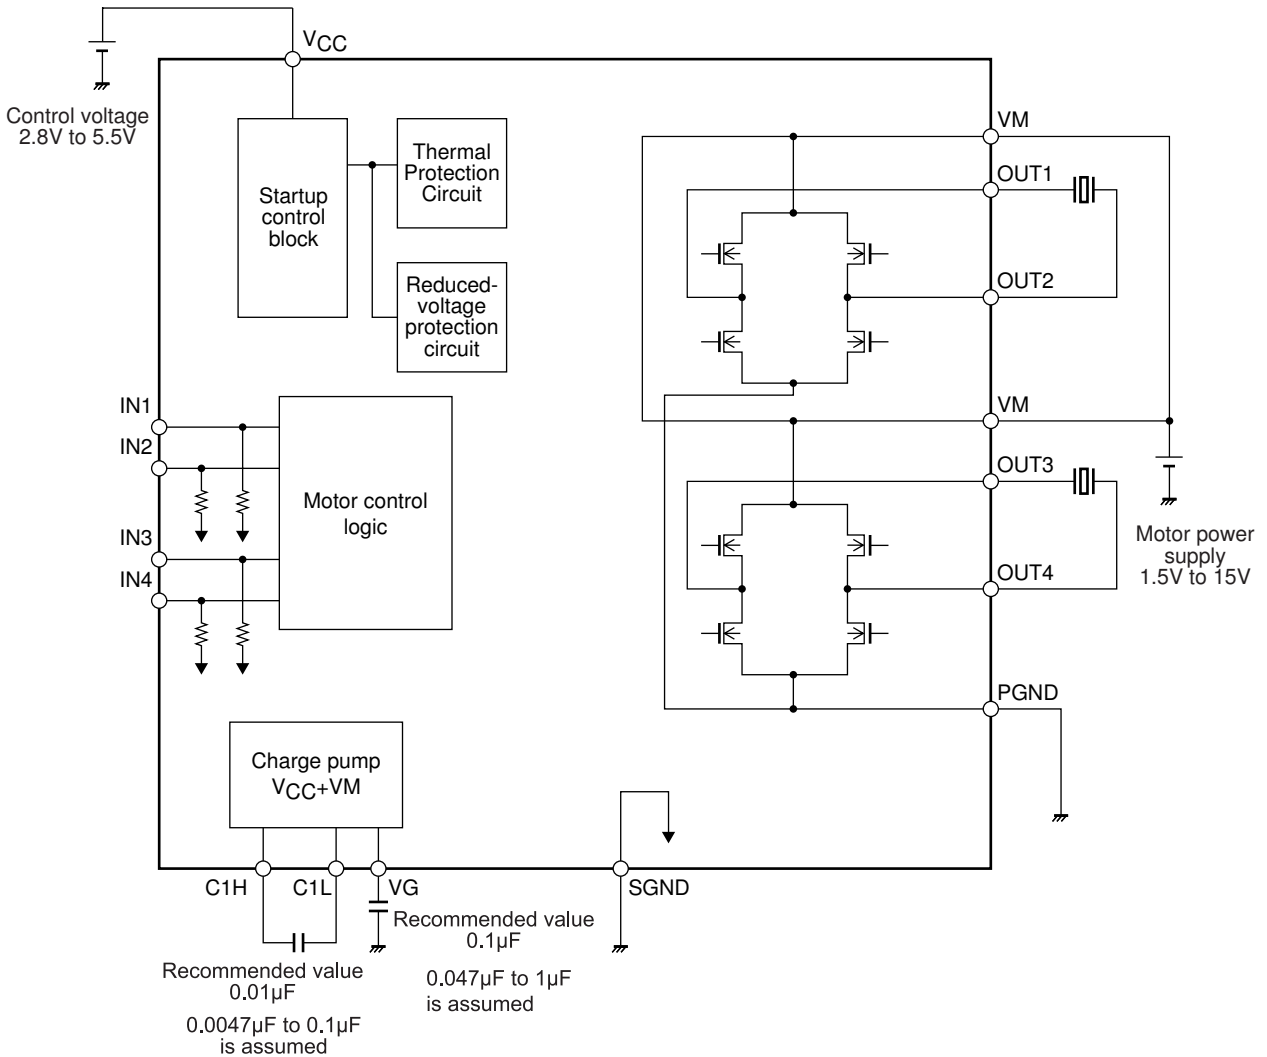 VCC
Control voltage
2.8V to 5.5V
Startup
control
block
Thermal
Protection
Circuit
Reduced-
voltage
protection
circuit
VM
OUT1
OUT2
VM
OUT3
OUT4
PGND
Motor power
supply
1.5V to 15V
IN1
IN2
IN3
IN4
Motor control
logic
Charge pump
VCC+VM
C1H
C1L
VG
SGND
Recommended value
0.1µF
0.047µF to 1µF
is assumed
Recommended value
0.01µF
0.0047µF to 0.1µF
is assumed